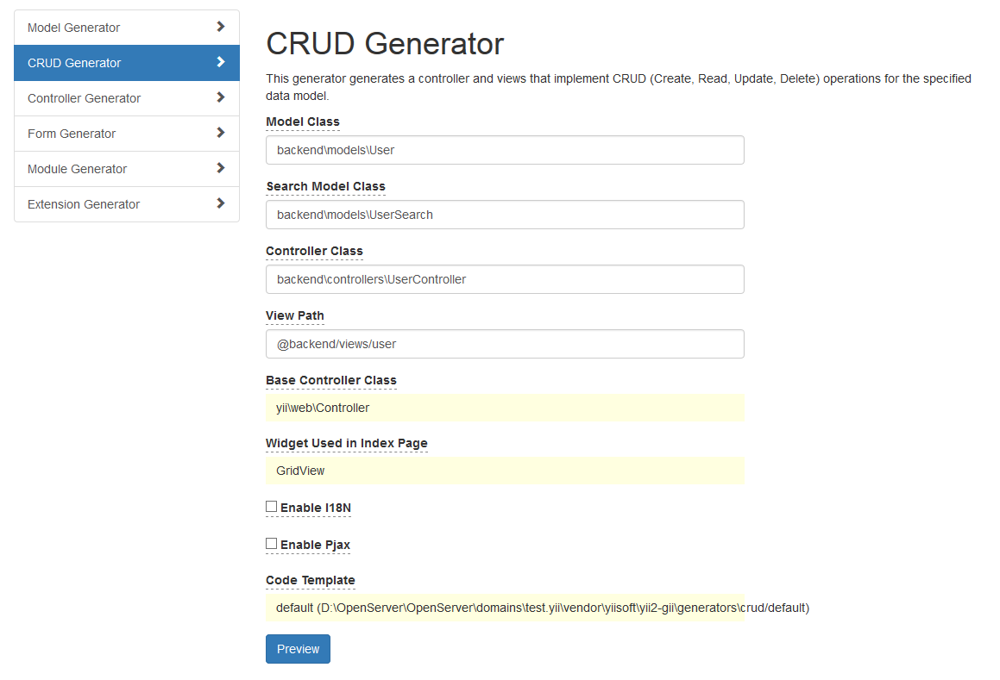 Model Generator
CRUD Generator
Controller Generator
Form Generator
Module Generator
Extension Generator
CRUD Generator
This generator generates a controller and views that implement CRUD (Create, Read, Update, Delete) operations for the specified
data model.
Model Class
backend\models\User
Search Model Class
backend\models\UserSearch
Controller Class
backend\controllers\UserController
View Path
@backend/views/user
Base Controller Class
yii\web\Controller
Widget Used in Index Page
GridView
Enable I18N
Enable Pjax
Code Template
default (D:\OpenServer\OpenServer\domains\test.yii\vendor\yiisoft\yii2-gii\generators\crud/default)
Preview